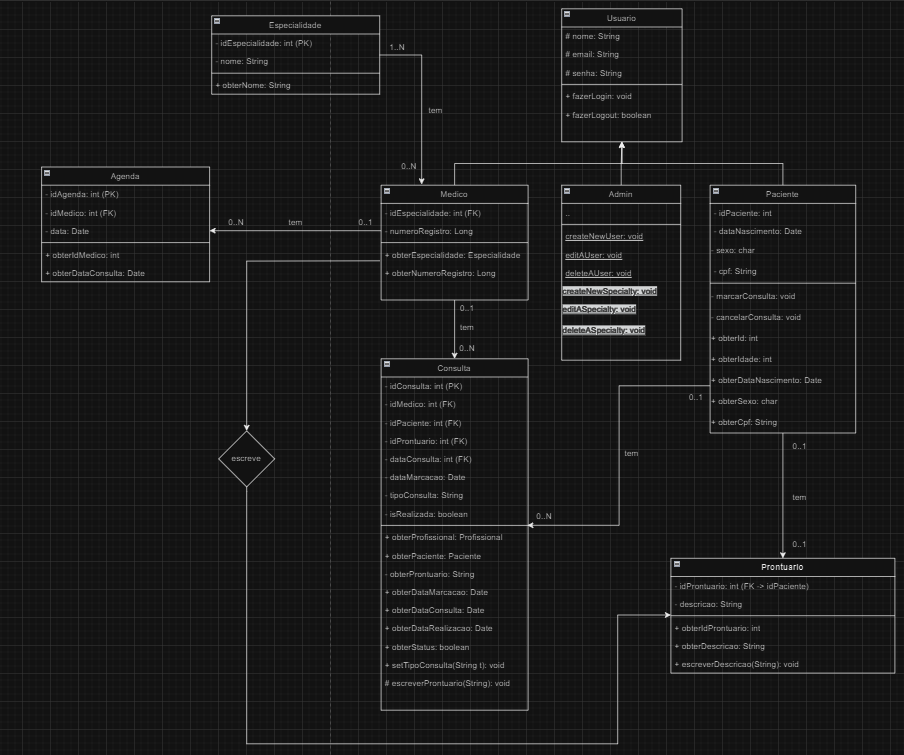 Especialidade
- idEspecialidade: int (PK)
- nome: String
+ obterNome: String
1..N
tem
0..N
Usuario
# nome: String
# email: String
# senha: String
+ fazerLogin: void
+ fazerLogout: boolean
Agenda
- idAgenda: int (PK)
- idMedico: int (FK)
- data: Date
+ obterIdMedico: int
+ obterDataConsulta: Date
0..N
tem
0..1
Medico
- idEspecialidade: int (FK)
- numeroRegistro: Long
+ obterEspecialidade: Especialidade
+ obterNumeroRegistro: Long
0..1
tem
0..N
Admin
..
createNewUser: void
editAUser: void
deleteAUser: void
createNewSpecialty: void
editASpecialty: void
deleteASpecialty: void
Paciente
- idPaciente: int
- dataNascimento: Date
- sexo: char
- cpf: String
- marcarConsulta: void
- cancelarConsulta: void
+ obterId: int
+ obterIdade: int
+ obterDataNascimento: Date
+ obterSexo: char
+ obterCpf: String
Consulta
- idConsulta: int (PK)
- idMedico: int (FK)
- idPaciente: int (FK)
- idProntuario: int (FK)
- dataConsulta: int (FK)
- dataMarcacao: Date
- tipoConsulta: String
- isRealizada: boolean
+ obterProfissional: Profissional
+ obterPaciente: Paciente
- obterProntuario: String
+ obterDataMarcacao: Date
+ obterDataConsulta: Date
+ obterDataRealizacao: Date
+ obterStatus: boolean
+ setTipoConsulta(String t): void
# escreverProntuario(String): void
escreve
0..1
tem
0..N
0..1
tem
0..1
Prontuario
- idProntuario: int (FK -> idPaciente)
- descricao: String
+ obterIdProntuario: int
+ obterDescricao: String
+ escreverDescricao(String): void